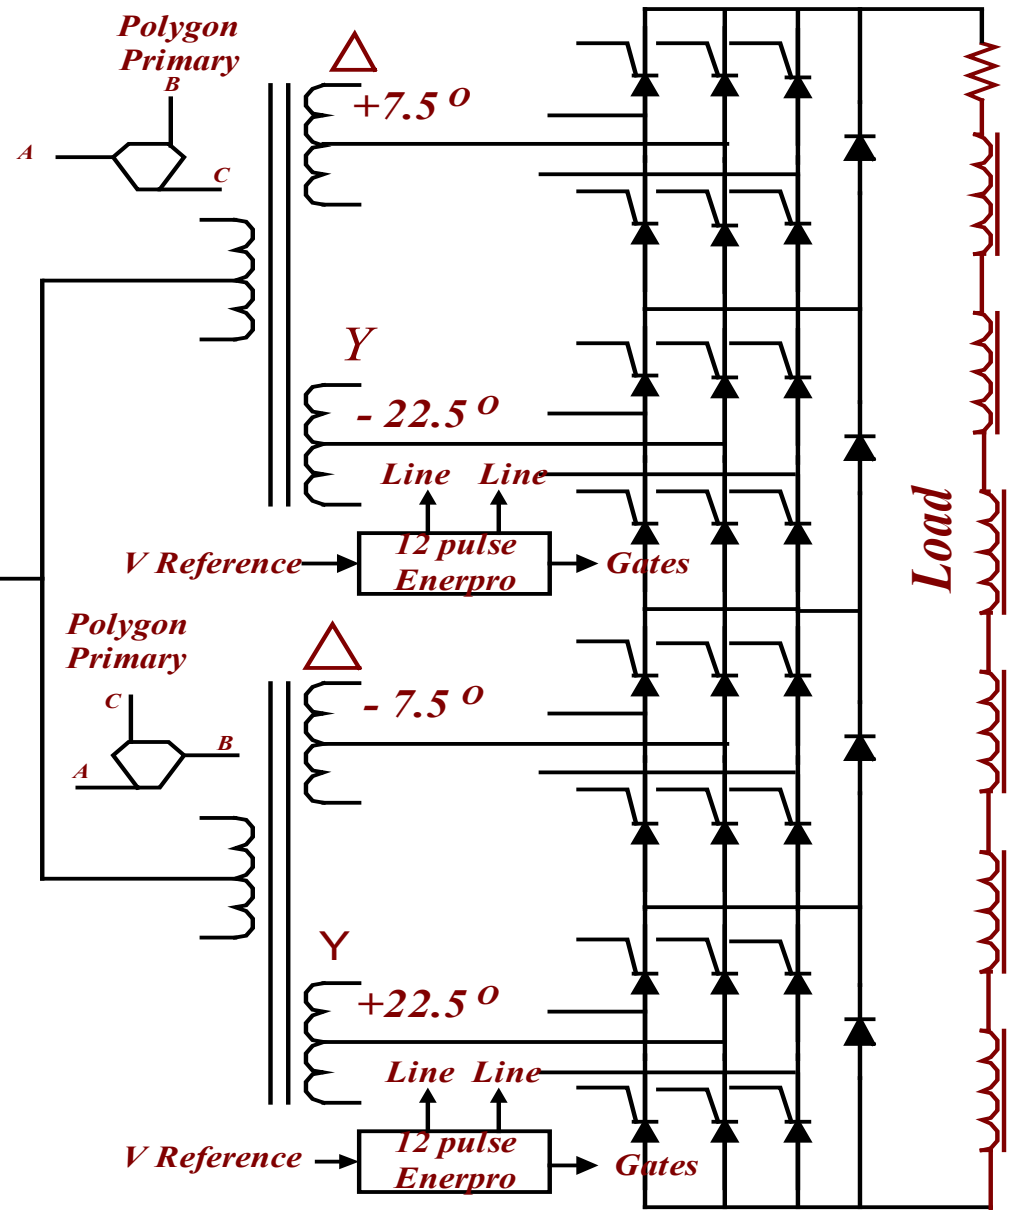 Polygon
Primary
B
A
C
+7.5 O
Y
- 22.5 O
Line Line
12 pulse
V Reference
Enerpro
Gates
Load
Polygon
Primary
C
B
A
- 7.5 O
Y
+22.5 O
Line Line
12 pulse
V Reference
Enerpro
Gates